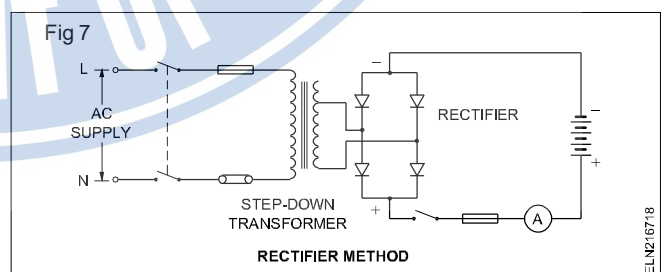 Fig 7
L
AC
SUPPLY
N
STEP-DOWN
TRANSFORMER
−
+
RECTIFIER
−
+
A
RECTIFIER METHOD
ELN216718